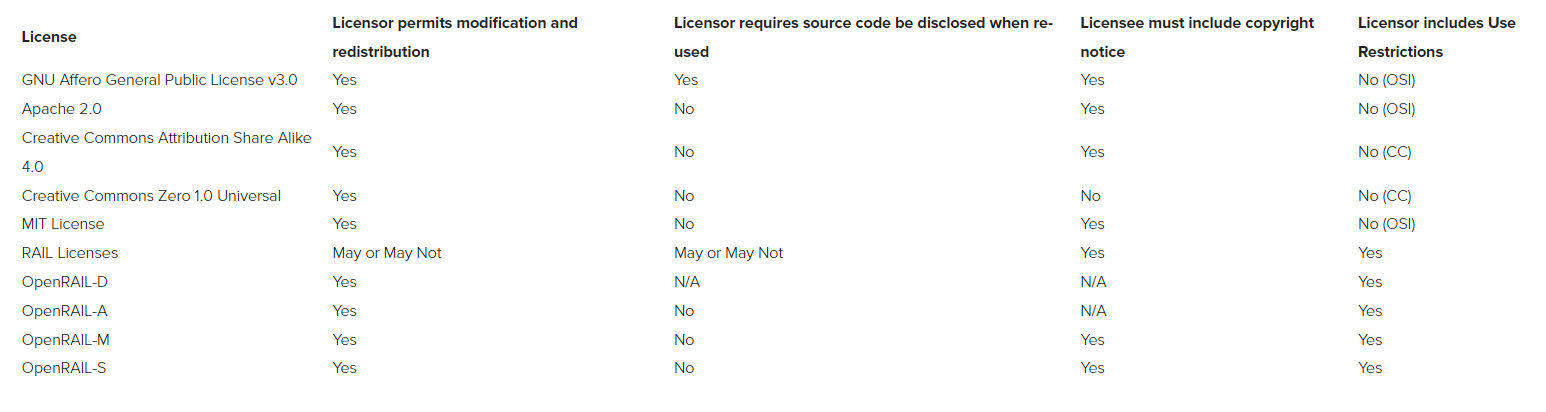 License Licensor permits modification and redistribution Licensor requires source code be disclosed when re-used Licensee must include copyright notice Licensor includes Use Restrictions
GNU Affero General Public License v3.0 Yes Yes Yes No (OSI)
Apache 2.0 Yes No Yes No (OSI)
Creative Commons Attribution Share Alike 4.0 Yes No Yes No (CC)
Creative Commons Zero 1.0 Universal Yes No No No (CC)
MIT License Yes No Yes No (OSI)
RAIL Licenses May or May Not May or May Not Yes Yes
OpenRAIL-D Yes N/A N/A Yes
OpenRAIL-A Yes No N/A Yes
OpenRAIL-M Yes No Yes Yes
OpenRAIL-S Yes No Yes Yes